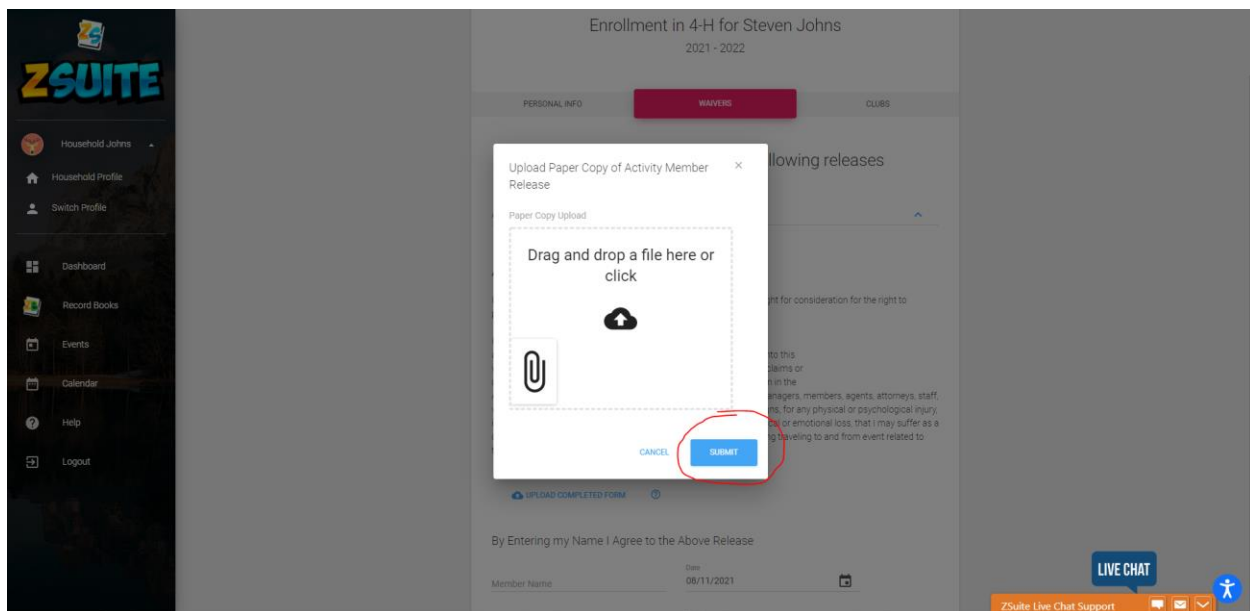 ZSUITE
Household Johns
Household Profile
Switch Profile
Dashboard
Record Books
Events
Calendar
Help
Logout
Enrollment in 4-H for Steven Johns
2021 - 2022
PERSONAL INFO
WAIVERS
CLUBS
llowing releases
Upload Paper Copy of Activity Member
Release
Paper Copy Upload
Drag and drop a file here or
click
CANCEL
SUBMIT
ght for consideration for the right to
nto this
claims or
n in the
anagers, members, agents, attorneys, staff,
ns, for any physical or psychological injury,
cal or emotional loss, that I may suffer as a
ng traveling to and from event related to
UPLOAD COMPLETED FORM
By Entering my Name I Agree to the Above Release
Member Name
Date
08/11/2021
LIVE CHAT
ZSuite Live Chat Support